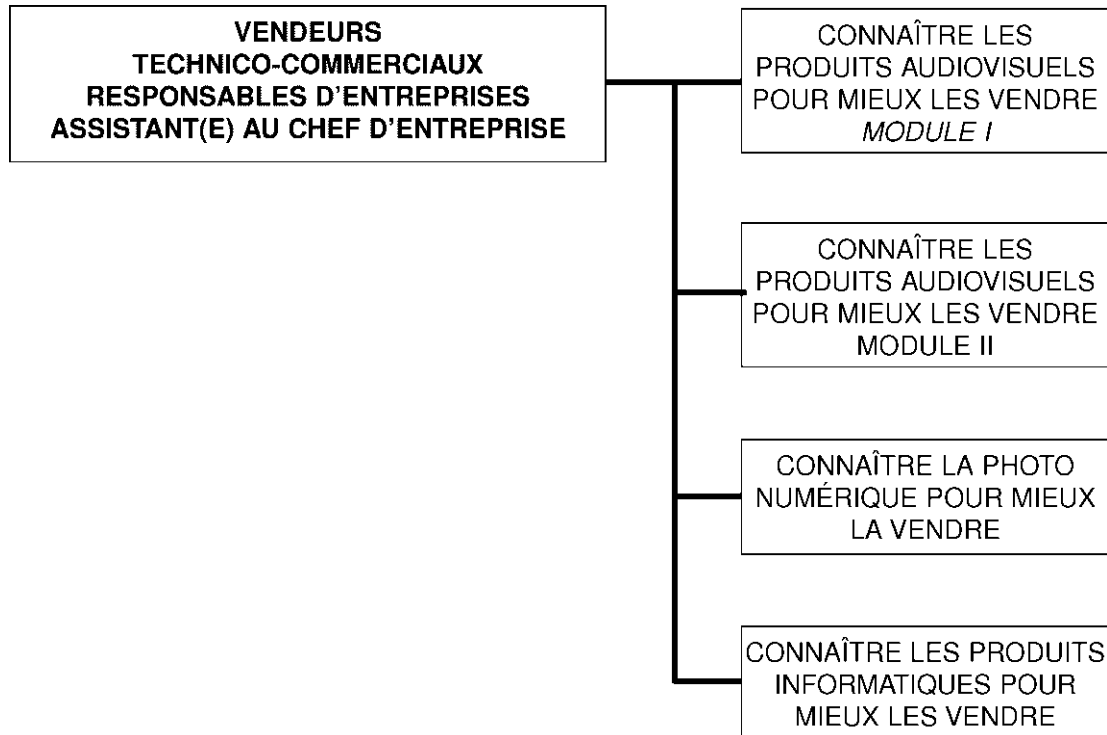 VENDEURS
TECHNICO-COMMERCIAUX
RESPONSABLES D'ENTREPRISES
ASSISTANT(E) AU CHEF D'ENTREPRISE
CONNAÎTRE LES
PRODUITS AUDIOVISUELS
POUR MIEUX LES VENDRE
MODULE I
CONNAÎTRE LES
PRODUITS AUDIOVISUELS
POUR MIEUX LES VENDRE
MODULE II
CONNAÎTRE LA PHOTO
NUMÉRIQUE POUR MIEUX
LA VENDRE
CONNAÎTRE LES PRODUITS
INFORMATIQUES POUR
MIEUX LES VENDRE